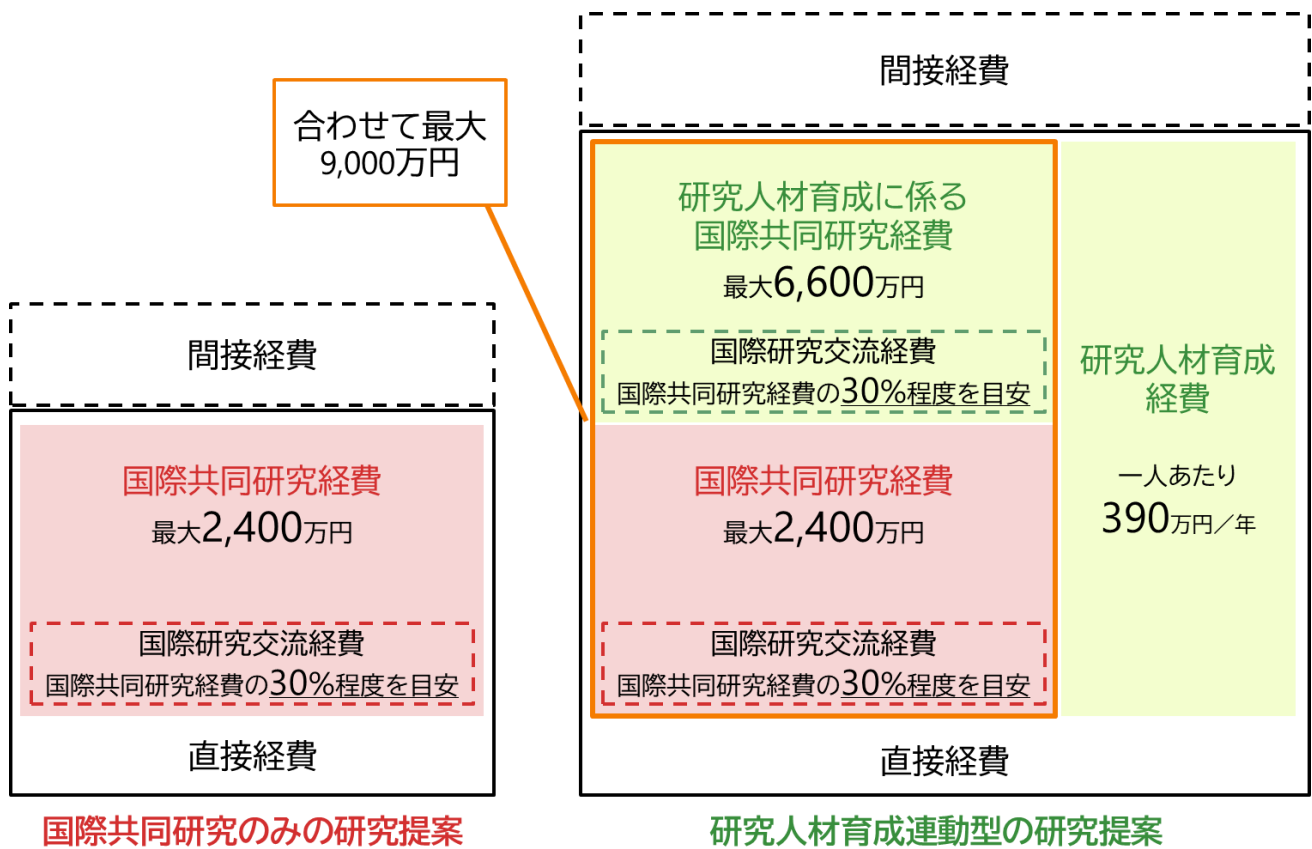 間接経費
国際共同研究経費
最大2,400万円
国際研究交流経費
国際共同研究経費の30%程度を目安
直接経費
国際共同研究のみの研究提案
合わせて最大
9,000万円
間接経費
研究人材育成に係る
国際共同研究経費
最大6,600万円
国際研究交流経費
国際共同研究経費の30%程度を目安
国際共同研究経費
最大2,400万円
国際研究交流経費
国際共同研究経費の30%程度を目安
研究人材育成
経費
一人あたり
390万円／年
直接経費
研究人材育成連動型の研究提案